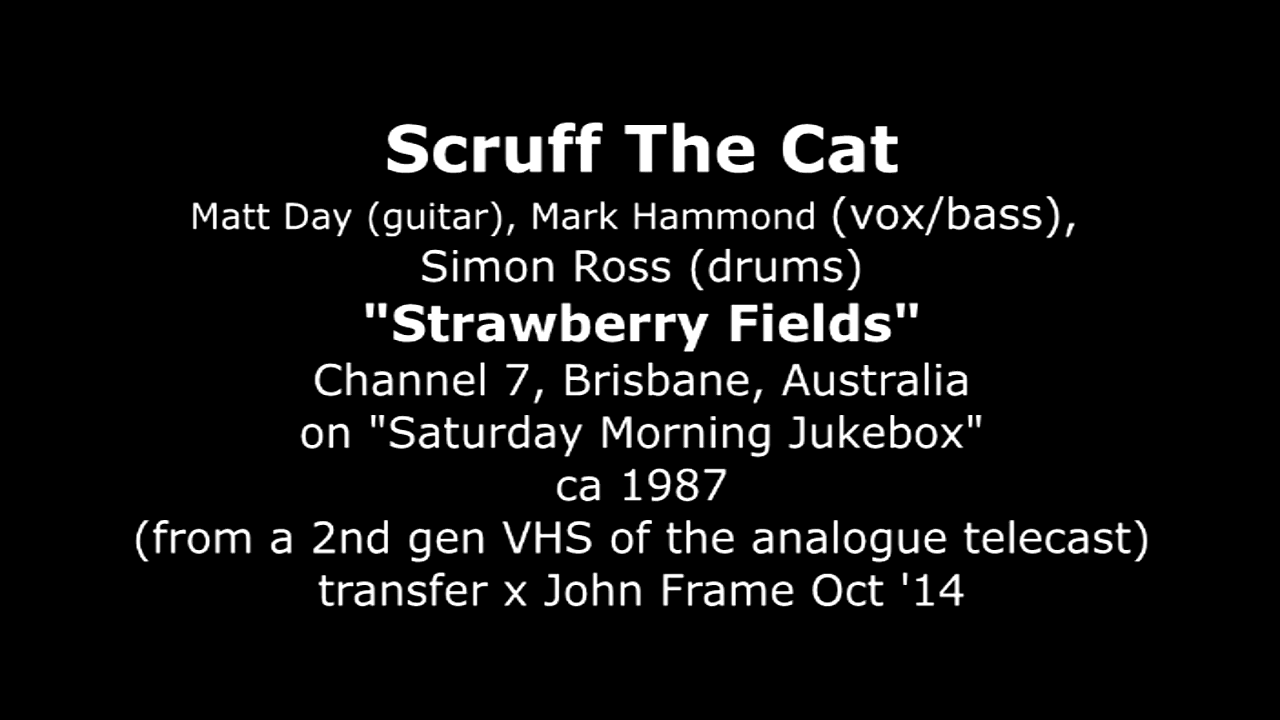 Scruff The Cat
Matt Day (guitar), Mark Hammond (vox/bass),
Simon Ross (drums)
"Strawberry Fields"
Channel 7, Brisbane, Australia
on "Saturday Morning Jukebox"
ca 1987
(from a 2nd gen VHS of the analogue telecast)
transfer x John Frame Oct '14